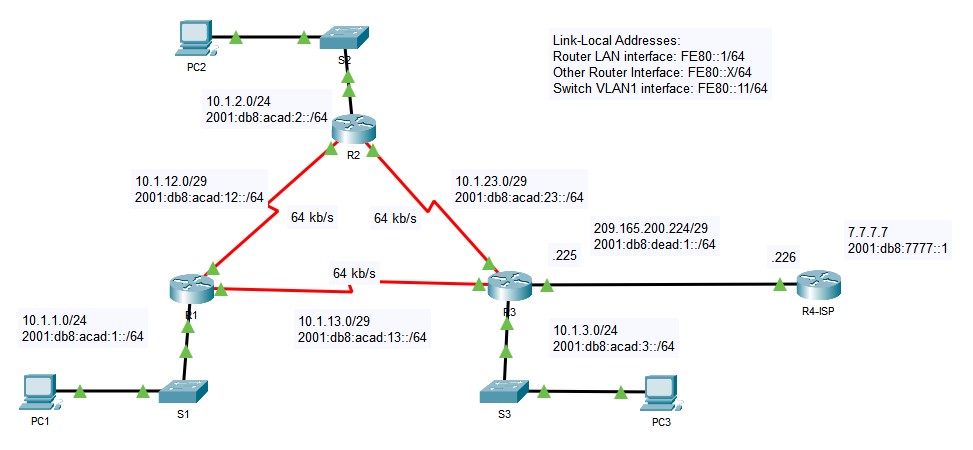 Link-Local Addresses:
Router LAN interface: FE80::1/64
Other Router Interface: FE80::X/64
Switch VLAN1 interface: FE80::11/64
PC2
S2
10.1.2.0/24
2001:db8:acad:2::/64
R2
10.1.12.0/29
2001:db8:acad:12::/64
10.1.23.0/29
2001:db8:acad:23::/64
64 kb/s
64 kb/s
209.165.200.224/29
2001:db8:dead:1::/64
7.7.7.7
2001:db8:7777::1
.225
.226
64 kb/s
R1
R3
R4-ISP
10.1.1.0/24
2001:db8:acad:1::/64
10.1.13.0/29
2001:db8:acad:13::/64
10.1.3.0/24
2001:db8:acad:3::/64
PC1
S1
S3
PC3